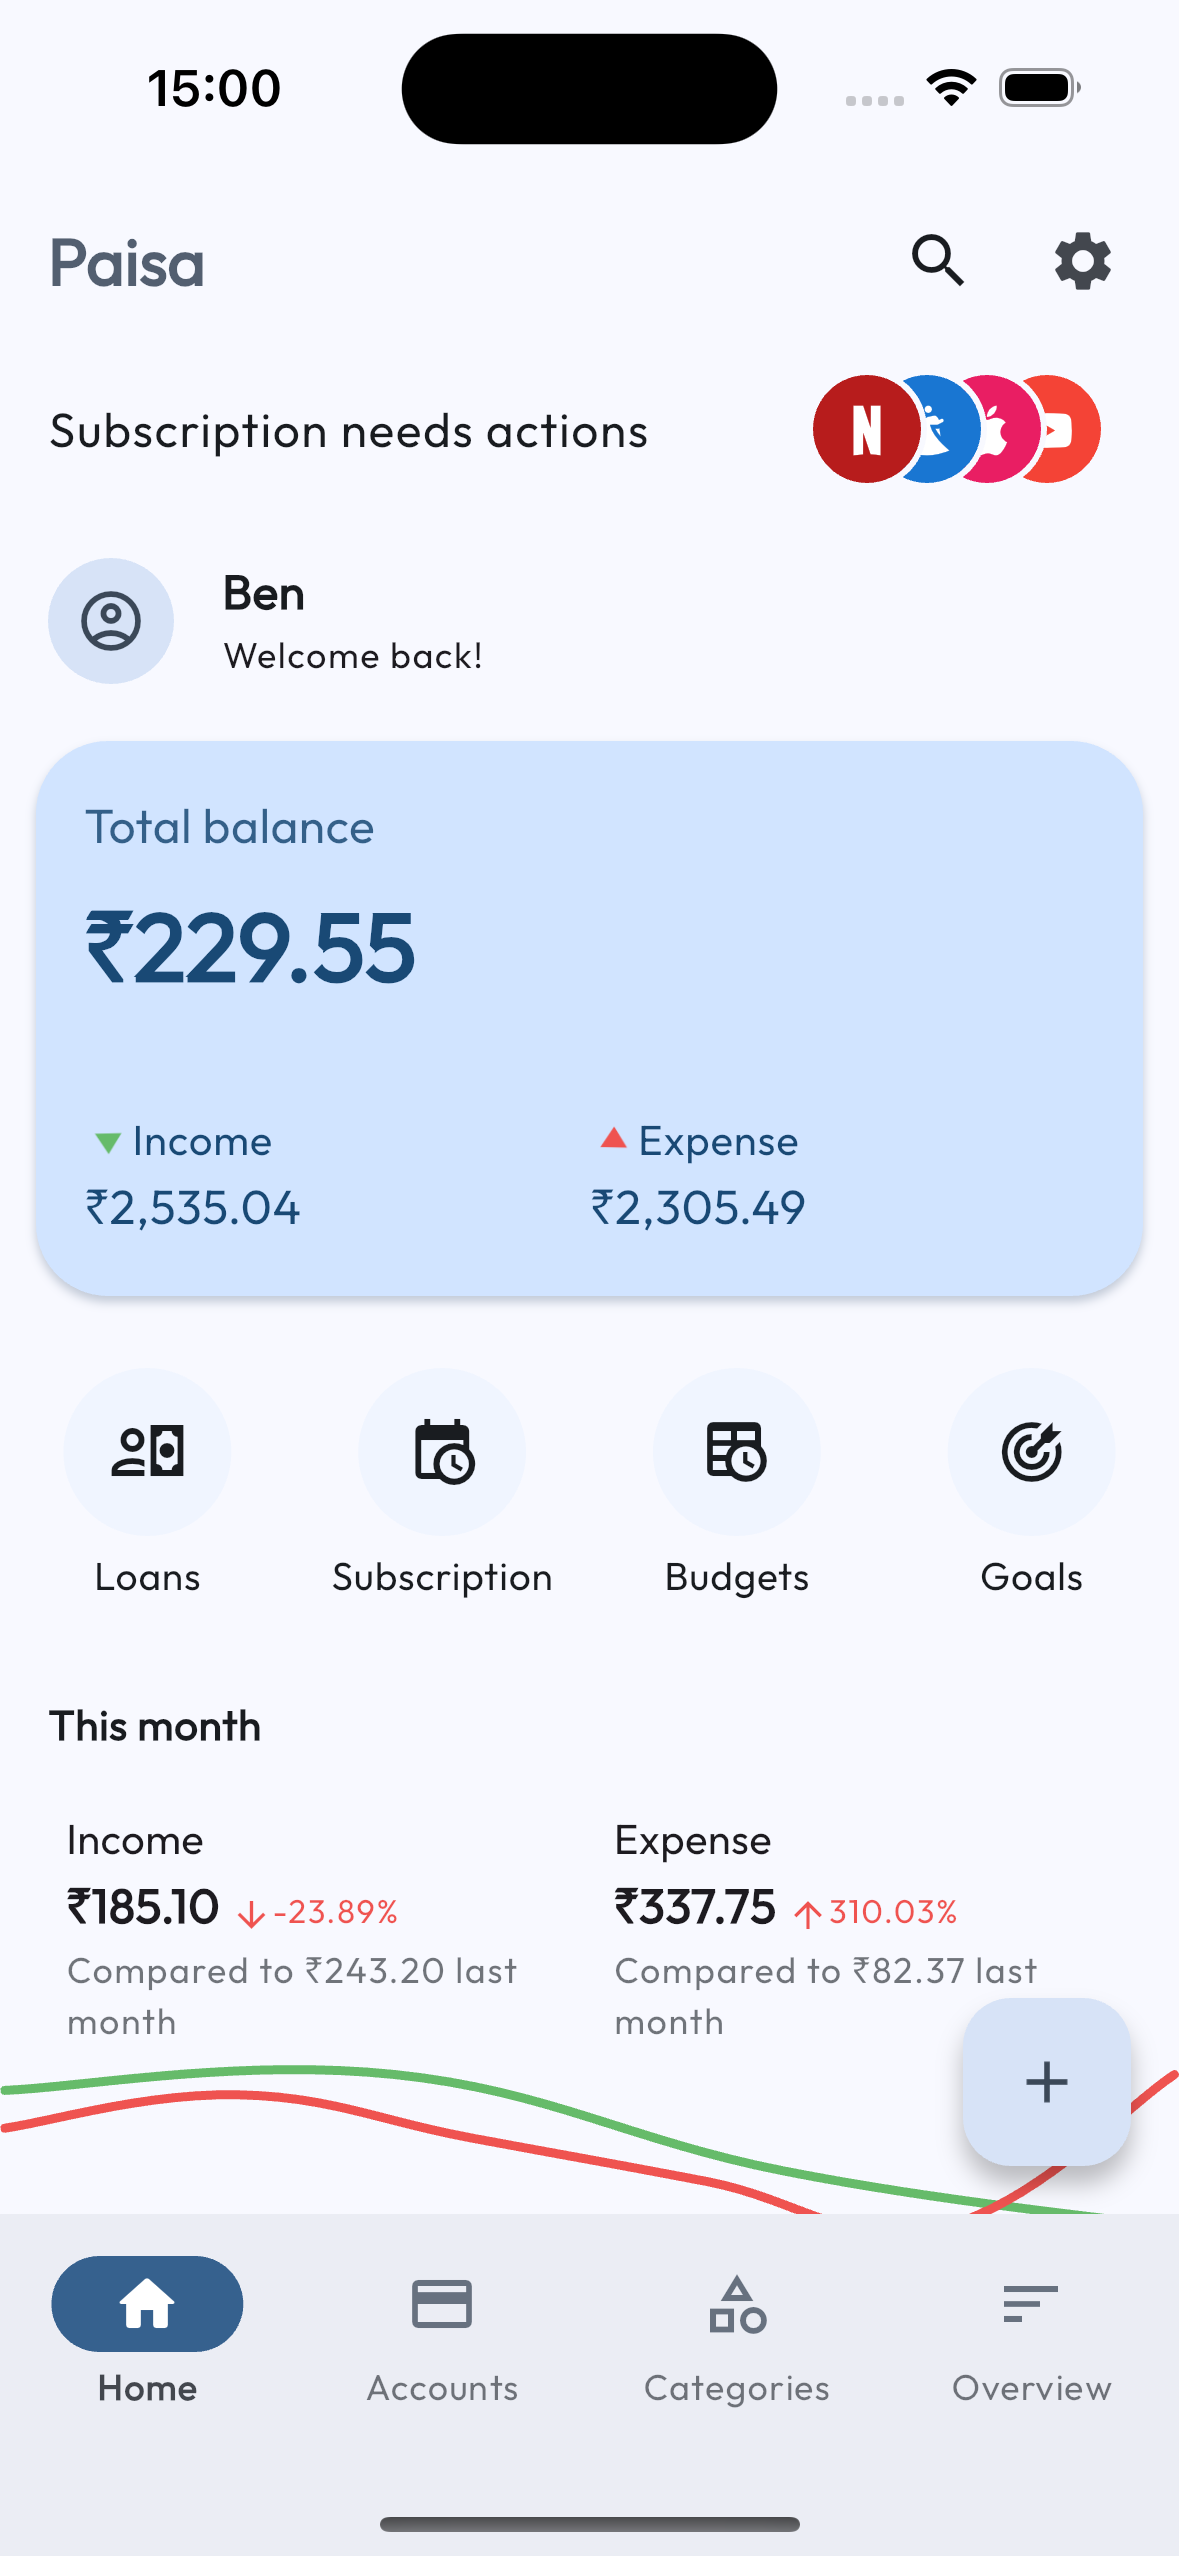 15:00
Paisa
Subscription needs actions
N
Ben
Welcome back!
Total balance
₹229.55
Income
Expense
₹2,535.04
₹2,305.49
Loans
Subscription
Budgets
Goals
This month
Income
₹185.10 ↓-23.89%
Compared to ₹243.20 last
month
Expense
₹337.75 ↑310.03%
Compared to ₹82.37 last
month
Home
Accounts
Categories
Overview